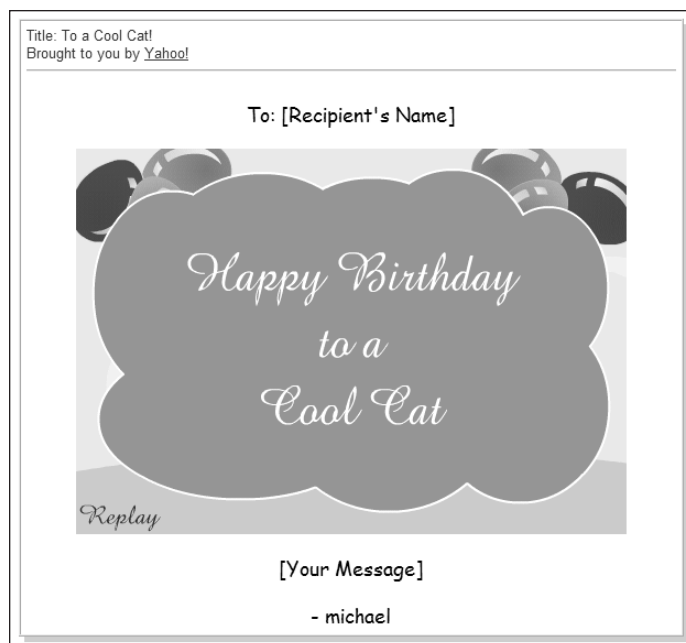 Title: To a Cool Cat!
Brought to you by Yahoo!
To: [Recipient's Name]
Happy Birthday
to a
Cool Cat
Replay
[Your Message]
- michael